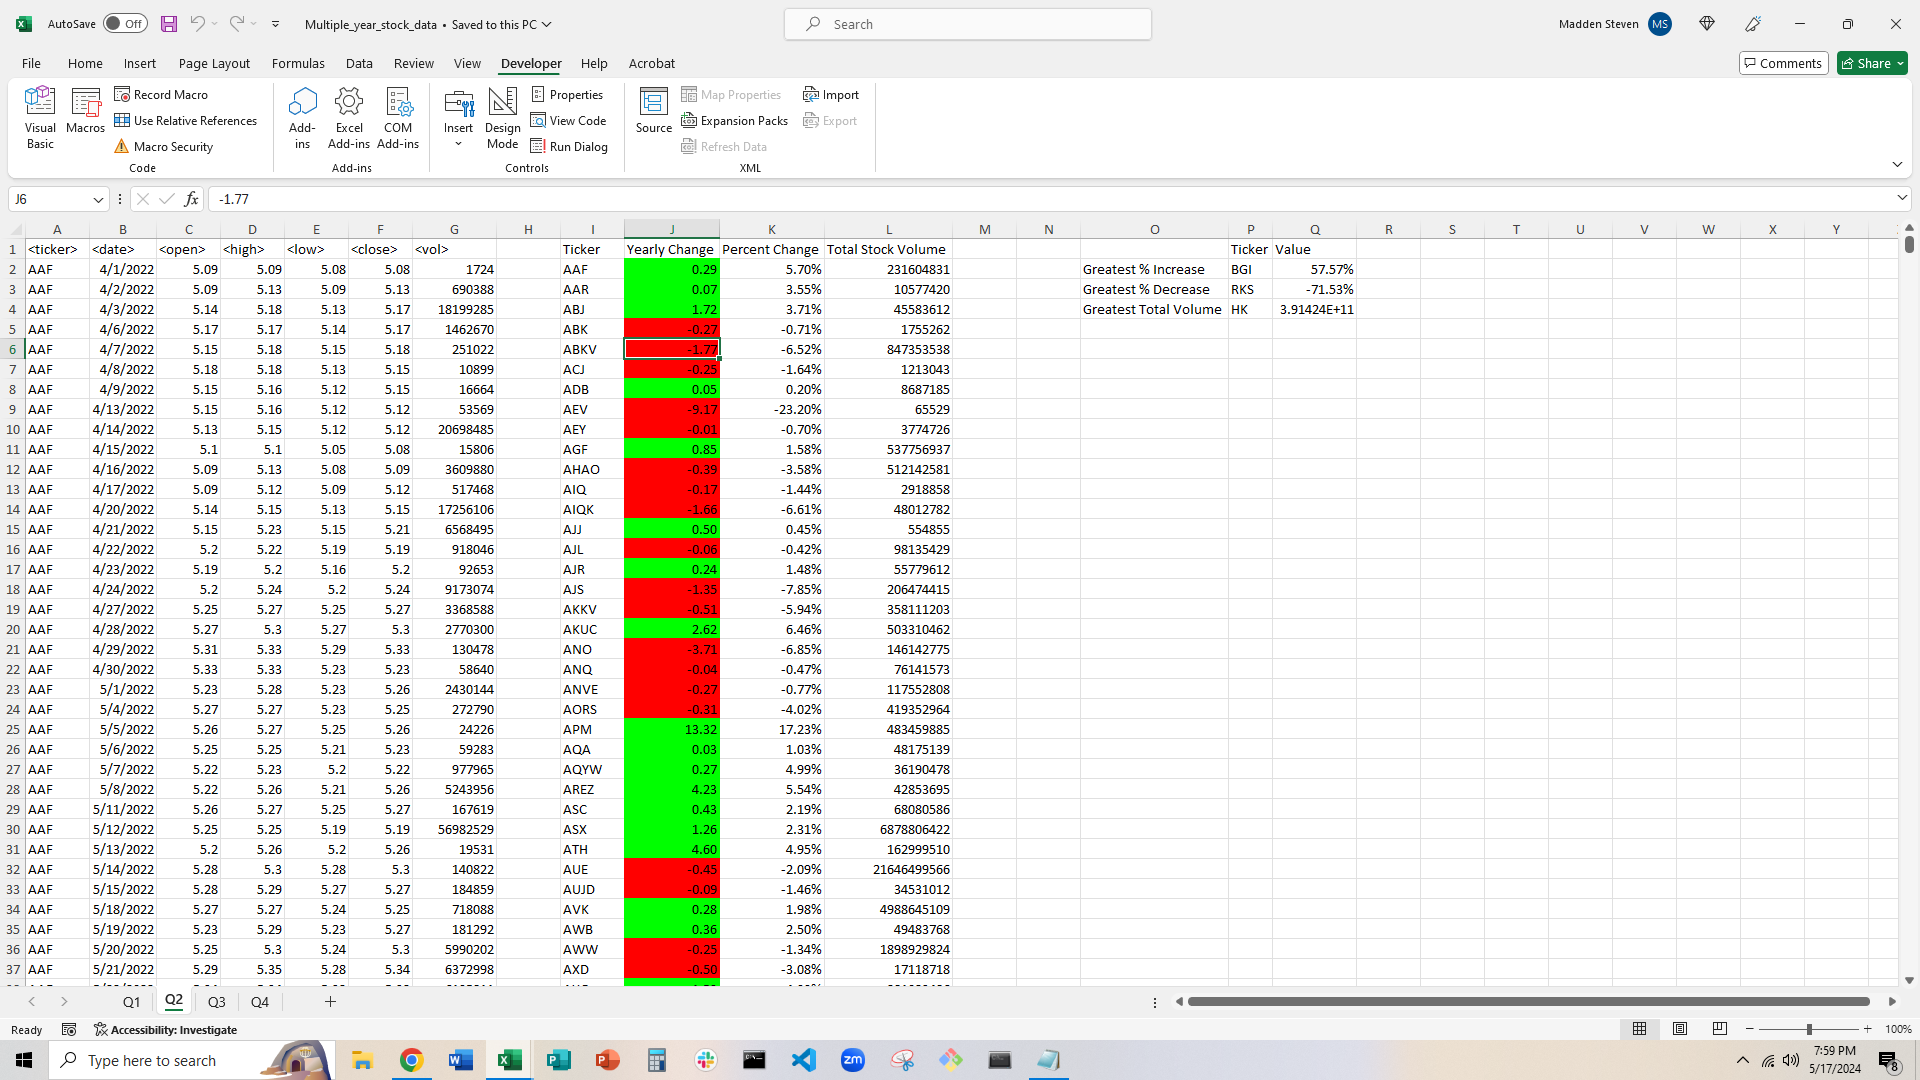 AutoSave Off Multiple_year_stock_data • Saved to this PC Search Madden Steven MS
File Home Insert Page Layout Formulas Data Review View Developer Help Acrobat Comments Share
Visual Basic Macros Record Macro Use Relative References Macro Security Code
Add-ins Excel Add-ins COM Add-ins Add-ins
Insert Design Mode Properties View Code Run Dialog Controls
Source Map Properties Expansion Packs Refresh Data Import Export XML
J6 fx -1.77
A B C D E F G H I J K L M N O P Q R S T U V W X Y
1 <ticker> <date> <open> <high> <low> <close> <vol> Ticker Yearly Change Percent Change Total Stock Volume Ticker Value
2 AAF 4/1/2022 5.09 5.09 5.08 5.08 1724 AAF 0.29 5.70% 231604831 Greatest % Increase BGI 57.57%
3 AAF 4/2/2022 5.09 5.13 5.09 5.13 690388 AAR 0.07 3.55% 10577420 Greatest % Decrease RKS -71.53%
4 AAF 4/3/2022 5.14 5.18 5.13 5.17 18199285 ABJ 1.72 3.71% 45583612 Greatest Total Volume HK 3.91424E+11
5 AAF 4/6/2022 5.17 5.17 5.14 5.17 1462670 ABK -0.27 -0.71% 1755262
6 AAF 4/7/2022 5.15 5.18 5.15 5.18 251022 ABKV -1.77 -6.52% 847353538
7 AAF 4/8/2022 5.18 5.18 5.13 5.15 10899 ACJ -0.25 -1.64% 1213043
8 AAF 4/9/2022 5.15 5.16 5.12 5.15 16664 ADB 0.05 0.20% 8687185
9 AAF 4/13/2022 5.15 5.16 5.12 5.12 53569 AEV -9.17 -23.20% 65529
10 AAF 4/14/2022 5.13 5.15 5.12 5.12 20698485 AEY -0.01 -0.70% 3774726
11 AAF 4/15/2022 5.1 5.1 5.05 5.08 15806 AGF 0.85 1.58% 537756937
12 AAF 4/16/2022 5.09 5.13 5.08 5.09 3609880 AHAO -0.39 -3.58% 512142581
13 AAF 4/17/2022 5.09 5.12 5.09 5.12 517468 AIQ -0.17 -1.44% 2918858
14 AAF 4/20/2022 5.14 5.15 5.13 5.15 17256106 AIQK -1.66 -6.61% 48012782
15 AAF 4/21/2022 5.15 5.23 5.15 5.21 6568495 AJJ 0.50 0.45% 554855
16 AAF 4/22/2022 5.2 5.22 5.19 5.19 918046 AJL -0.06 -0.42% 98135429
17 AAF 4/23/2022 5.19 5.2 5.16 5.2 92653 AJR 0.24 1.48% 55779612
18 AAF 4/24/2022 5.2 5.24 5.2 5.24 9173074 AJS -1.35 -7.85% 206474415
19 AAF 4/27/2022 5.25 5.27 5.25 5.27 3368588 AKKV -0.51 -5.94% 358111203
20 AAF 4/28/2022 5.27 5.3 5.27 5.3 2770300 AKUC 2.62 6.46% 503310462
21 AAF 4/29/2022 5.31 5.33 5.29 5.33 130478 ANO -3.71 -6.85% 146142775
22 AAF 4/30/2022 5.33 5.33 5.23 5.23 58640 ANQ -0.04 -0.47% 76141573
23 AAF 5/1/2022 5.23 5.28 5.23 5.26 2430144 ANVE -0.27 -0.77% 117552808
24 AAF 5/4/2022 5.27 5.27 5.23 5.25 272790 AORS -0.31 -4.02% 419352964
25 AAF 5/5/2022 5.26 5.27 5.25 5.26 24226 APM 13.32 17.23% 483459885
26 AAF 5/6/2022 5.25 5.25 5.21 5.23 59283 AQA 0.03 1.03% 48175139
27 AAF 5/7/2022 5.22 5.23 5.2 5.22 977965 AQYW 0.27 4.99% 36190478
28 AAF 5/8/2022 5.22 5.26 5.21 5.26 5243956 AREZ 4.23 5.54% 42853695
29 AAF 5/11/2022 5.26 5.27 5.25 5.27 167619 ASC 0.43 2.19% 68080586
30 AAF 5/12/2022 5.25 5.25 5.19 5.19 56982529 ASX 1.26 2.31% 6878806422
31 AAF 5/13/2022 5.2 5.26 5.2 5.26 19531 ATH 4.60 4.95% 162999510
32 AAF 5/14/2022 5.28 5.3 5.28 5.3 140822 AUE -0.45 -2.09% 21646499566
33 AAF 5/15/2022 5.28 5.29 5.27 5.27 184859 AUJD -0.09 -1.46% 34531012
34 AAF 5/18/2022 5.27 5.27 5.24 5.25 718088 AVK 0.28 1.98% 4988645109
35 AAF 5/19/2022 5.23 5.29 5.23 5.27 181292 AWB 0.36 2.50% 49483768
36 AAF 5/20/2022 5.25 5.3 5.24 5.3 5990202 AWW -0.25 -1.34% 1898929824
37 AAF 5/21/2022 5.29 5.35 5.28 5.34 6372998 AXD -0.50 -3.08% 17118718
Q1 Q2 Q3 Q4
Ready Accessibility: Investigate 100%
Type here to search 7:59 PM
5/17/2024 8